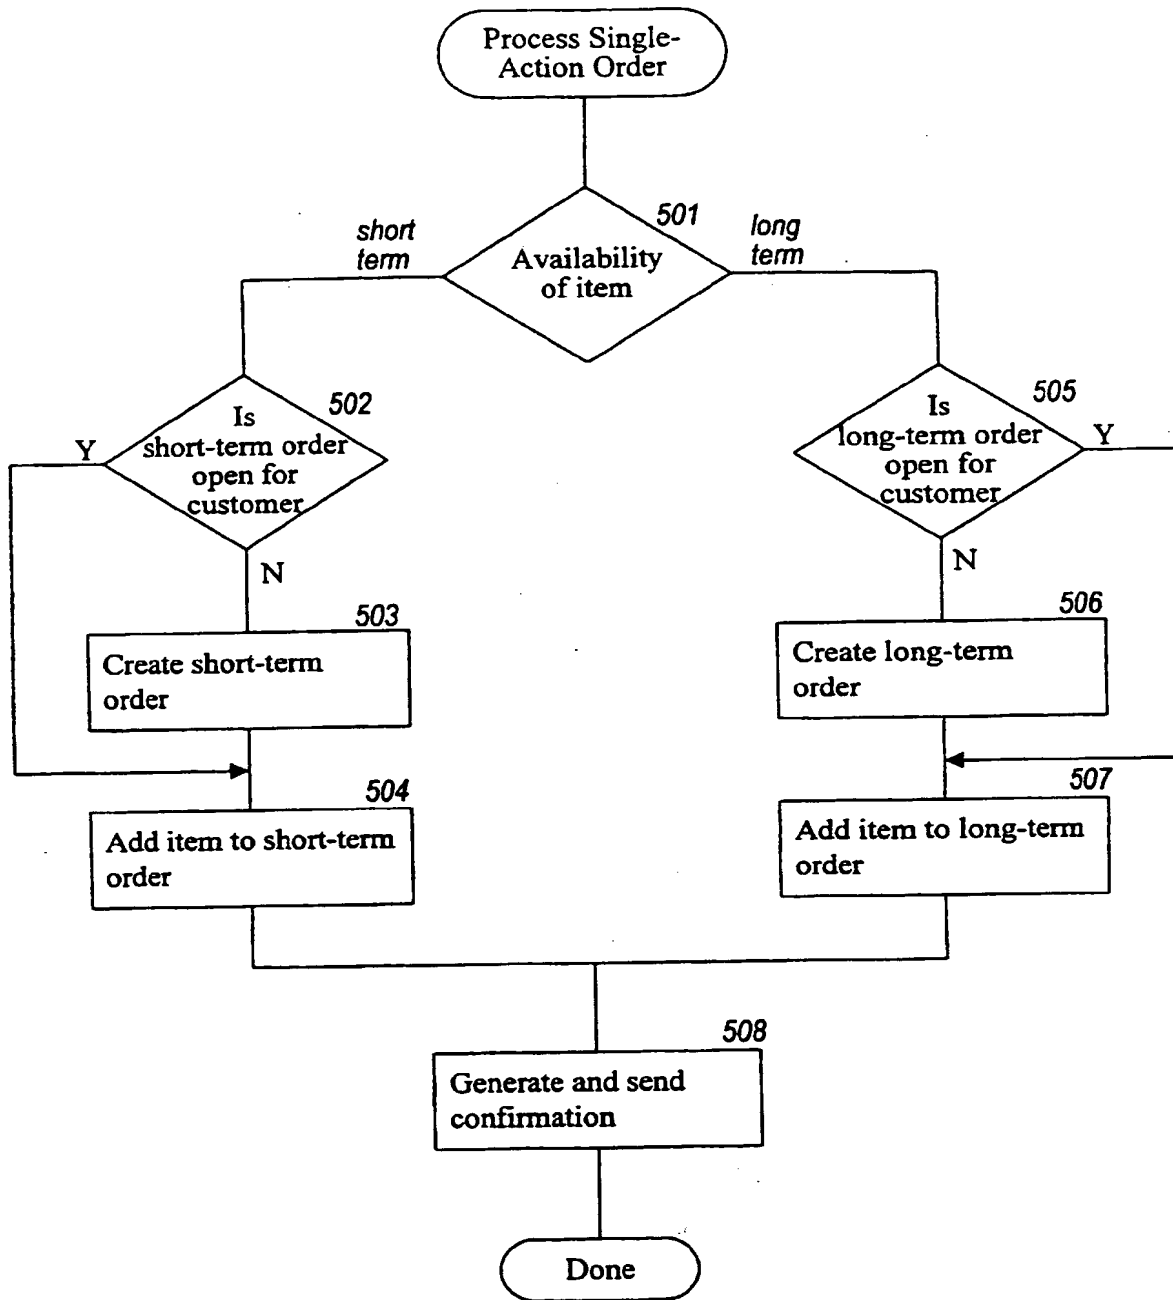 Process Single-
Action Order
501
short
term
long
term
Availability
of item
502
Is
short-term order
open for
customer
Y
N
505
Is
long-term order
open for
customer
Y
N
503
Create short-term
order
506
Create long-term
order
504
Add item to short-term
order
507
Add item to long-term
order
508
Generate and send
confirmation
Done